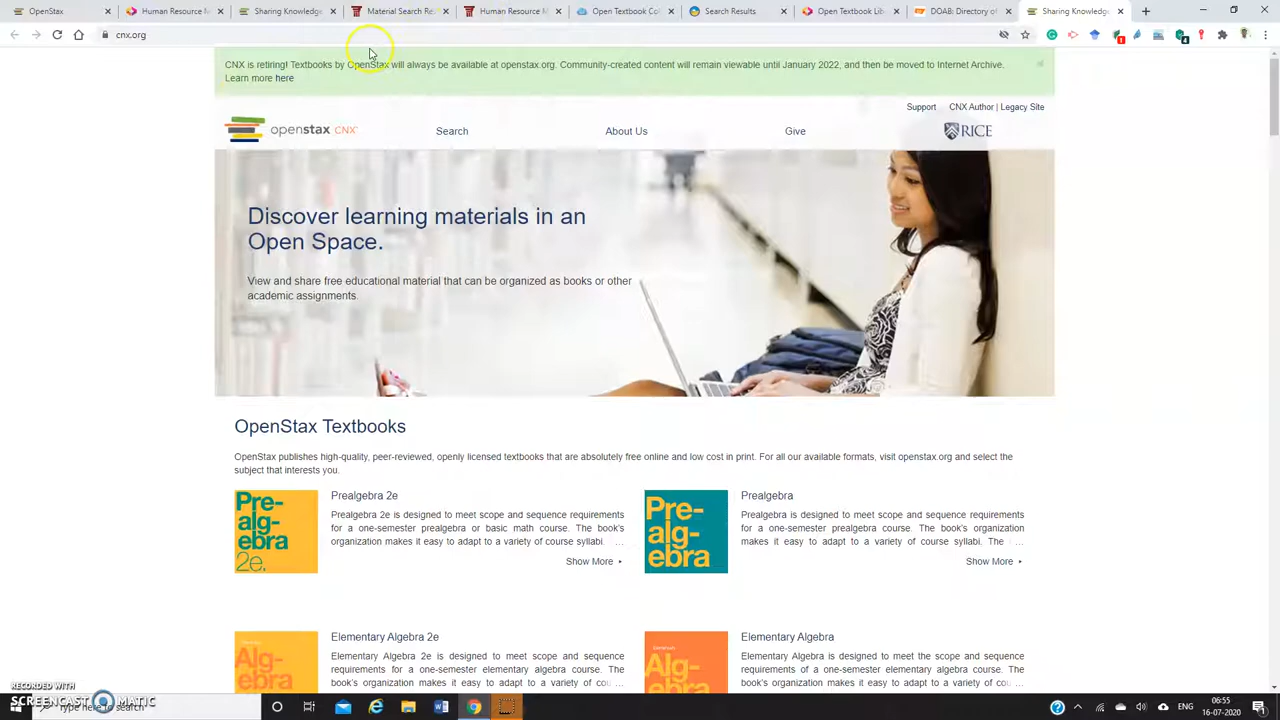 OpenStax
Human Resource M
Sharing Knowledg
Material Search Re
Human Resource M
Open Textbook Col
Search Results
Open Textbook Lib
DOAB: Directory of
Sharing Knowledg
cnx.org
CNX is retiring! Textbooks by OpenStax will always be available at openstax.org. Community-created content will remain viewable until January 2022, and then be moved to Internet Archive.
Learn more here
Support CNX Author | Legacy Site
openstax CNX
Search
About Us
Give
RICE
Discover learning materials in an
Open Space.
View and share free educational material that can be organized as books or other
academic assignments.
OpenStax Textbooks
OpenStax publishes high-quality, peer-reviewed, openly licensed textbooks that are absolutely free online and low cost in print. For all our available formats, visit openstax.org and select the
subject that interests you.
Pre-
alg-
ebra
2e.
Prealgebra 2e
Prealgebra 2e is designed to meet scope and sequence requirements
for a one-semester prealgebra or basic math course. The book's
organization makes it easy to adapt to a variety of course syllabi. ...
Show More
Pre-
alg-
ebra
Prealgebra
Prealgebra is designed to meet scope and sequence requirements
for a one-semester prealgebra course. The book's organization
makes it easy to adapt to a variety of course syllabi. The ...
Show More
Alg-
ebra
Elementary Algebra 2e
Elementary Algebra 2e is designed to meet scope and sequence
requirements for a one-semester elementary algebra course. The
book's organization makes it easy to adapt to a variety of cou ...
Alg-
ebra
Elementary Algebra
Elementary Algebra is designed to meet the scope and sequence
requirements of a one-semester elementary algebra course. The
book's organization makes it easy to adapt to a variety of cou ...
RECORDED WITH
SCREENCAST MATIC
Type here to search
ENG
06:55
16-07-2020